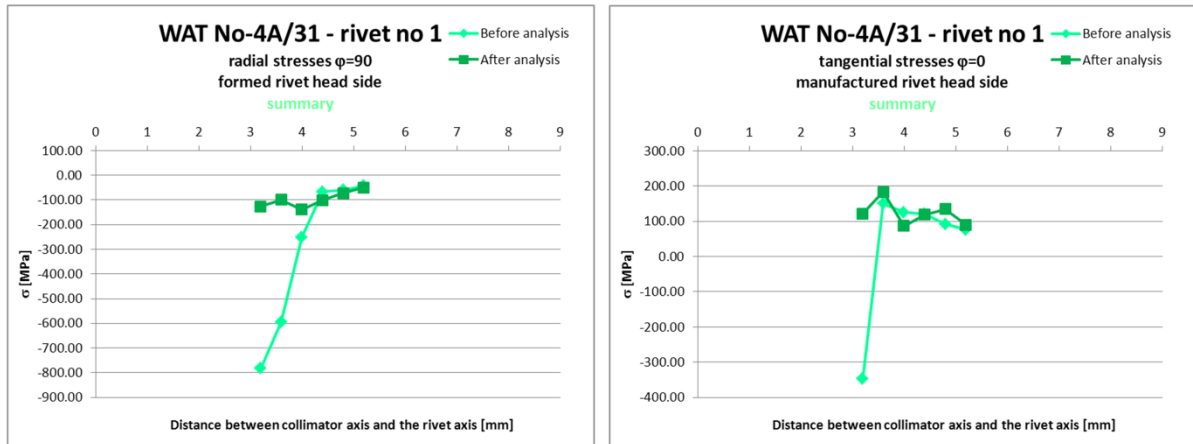 WAT No-4A/31 - rivet no 1
Before analysis
After analysis
radial stresses φ=90
formed rivet head side
summary
0 1 2 3 4 5 6 7 8 9
100.00
0.00
-100.00
-200.00
-300.00
-400.00
-500.00
-600.00
-700.00
-800.00
-900.00
σ [MPa]
Distance between collimator axis and the rivet axis [mm]
WAT No-4A/31 - rivet no 1
Before analysis
After analysis
tangential stresses φ=0
manufactured rivet head side
summary
0 1 2 3 4 5 6 7 8 9
300.00
200.00
100.00
0.00
-100.00
-200.00
-300.00
-400.00
σ [MPa]
Distance between collimator axis and the rivet axis [mm]